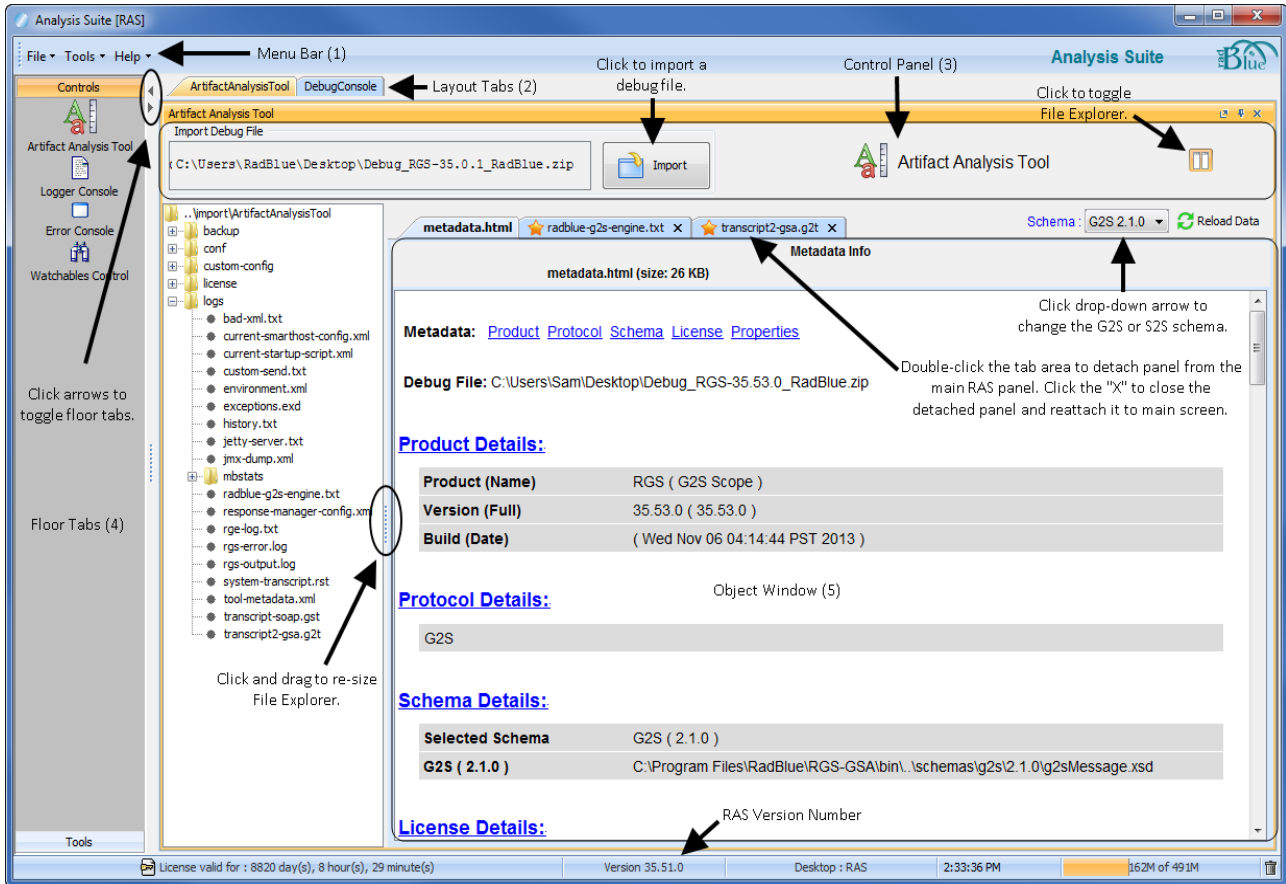 Analysis Suite [RAS]
File Tools Help
Menu Bar (1)
Analysis Suite
radBlue
Controls
Artifact Analysis Tool
Logger Console
Error Console
Watchables Control
Click arrows to
toggle floor tabs.
Floor Tabs (4)
Tools
ArtifactAnalysisTool DebugConsole
Layout Tabs (2)
Click to import a
debug file.
Control Panel (3)
Click to toggle
File Explorer.
Artifact Analysis Tool
Import Debug File
C:\Users\RadBlue\Desktop\Debug_RGS-35.0.1_RadBlue.zip
Import
Artifact Analysis Tool
..\import\ArtifactAnalysisTool
backup
conf
custom-config
license
logs
bad-xml.txt
current-smarthost-config.xml
current-startup-script.xml
custom-send.txt
environment.xml
exceptions.exd
history.txt
jetty-server.txt
jmx-dump.xml
mbstats
radblue-g2s-engine.txt
response-manager-config.xm
rge-log.txt
rgs-error.log
rgs-output.log
system-transcript.rst
tool-metadata.xml
transcript-soap.gst
transcript2-gsa.g2t
Click and drag to re-size
File Explorer.
metadata.html radblue-g2s-engine.txt X transcript2-gsa.g2t X
Schema : G2S 2.1.0 Reload Data
Metadata Info
metadata.html (size: 26 KB)
Click drop-down arrow to
change the G2S or S2S schema.
Metadata: Product Protocol Schema License Properties
Double-click the tab area to detach panel from the
main RAS panel. Click the "X" to close the
detached panel and reattach it to main screen.
Debug File: C:\Users\Sam\Desktop\Debug_RGS-35.53.0_RadBlue.zip
Product Details:
Product (Name) RGS ( G2S Scope )
Version (Full) 35.53.0 ( 35.53.0 )
Build (Date) ( Wed Nov 06 04:14:44 PST 2013 )
Object Window (5)
Protocol Details:
G2S
Schema Details:
Selected Schema G2S ( 2.1.0 )
G2S ( 2.1.0 ) C:\Program Files\RadBlue\RGS-GSA\bin\..\schemas\g2s\2.1.0\g2sMessage.xsd
RAS Version Number
License Details:
License valid for : 8820 day(s), 8 hour(s), 29 minute(s) Version 35.51.0 Desktop : RAS 2:33:36 PM 162M of 491M